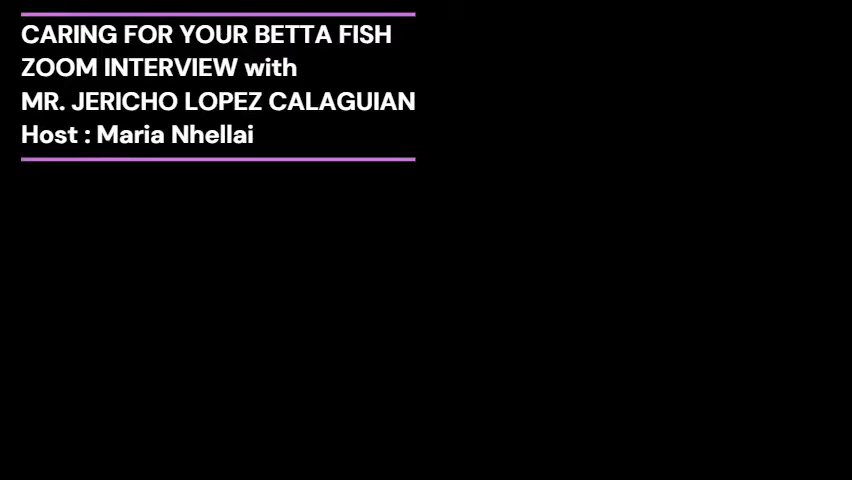 CARING FOR YOUR BETTA FISH
ZOOM INTERVIEW with
MR. JERICHO LOPEZ CALAGUIAN
Host : Maria Nhellai